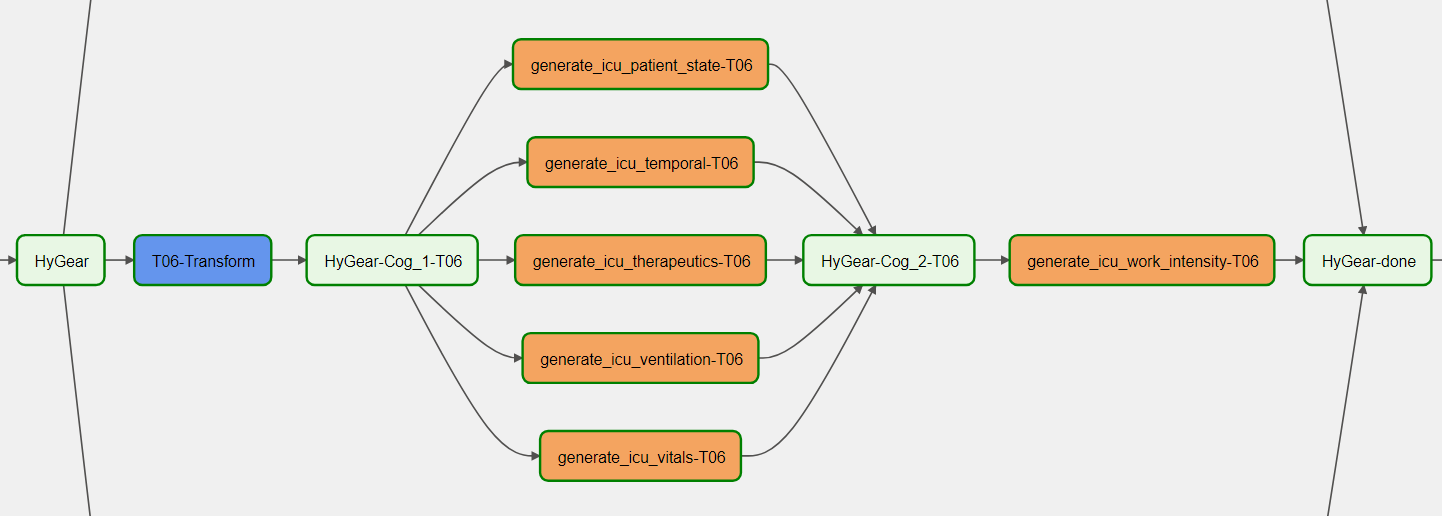 generate_icu_patient_state-T06
generate_icu_temporal-T06
HyGear
T06-Transform
HyGear-Cog_1-T06
generate_icu_therapeutics-T06
HyGear-Cog_2-T06
generate_icu_work_intensity-T06
HyGear-done
generate_icu_ventilation-T06
generate_icu_vitals-T06